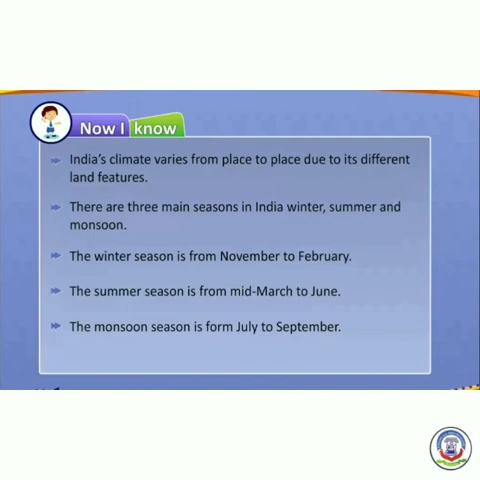 Now I know
India's climate varies from place to place due to its different
land features.
There are three main seasons in India winter, summer and
monsoon.
The winter season is from November to February.
The summer season is from mid-March to June.
The monsoon season is form July to September.